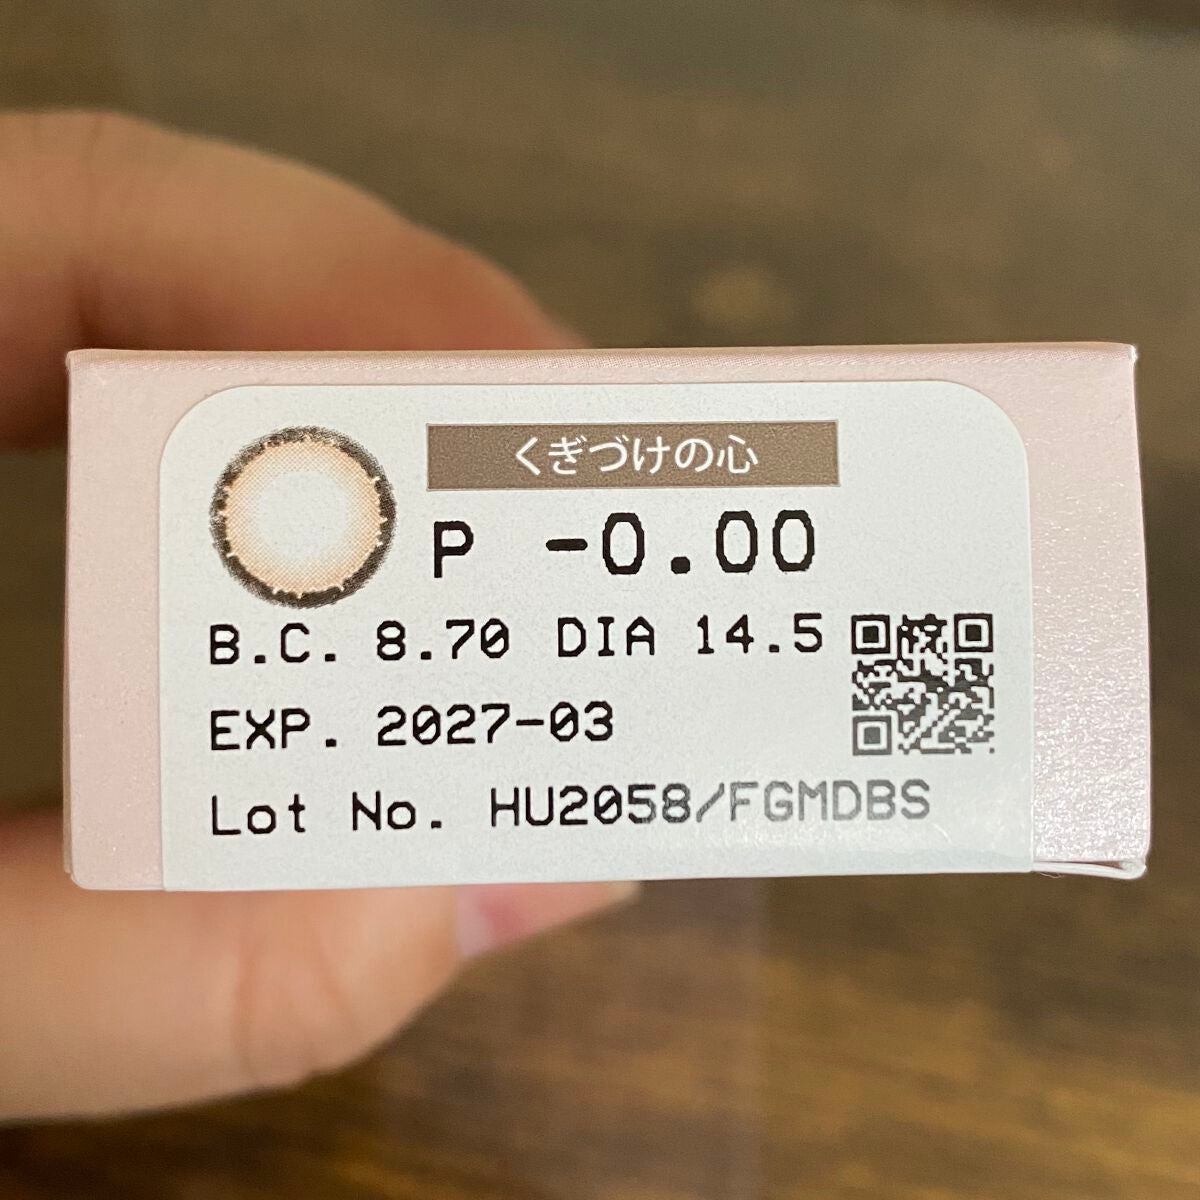 くぎづけの心
P -0.00
B.C. 8.70 DIA 14.5
EXP. 2027-03
Lot No. HU2058/FGMDBS